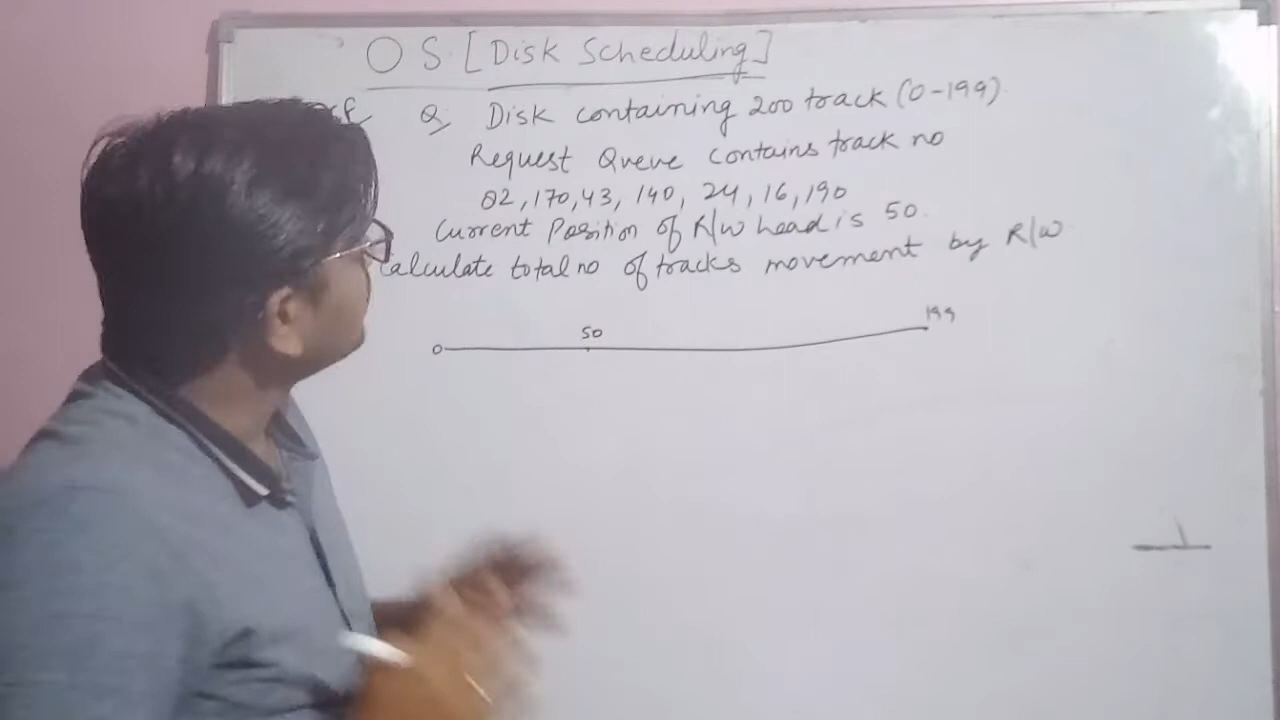 OS [Disk Scheduling]
Q Disk containing 200 track (0-199)
Request Queue contains track no
82, 170, 43, 140, 24, 16, 190
Current Position of R/W head is 50.
Calculate total no of tracks movement by R/W
0 50 199